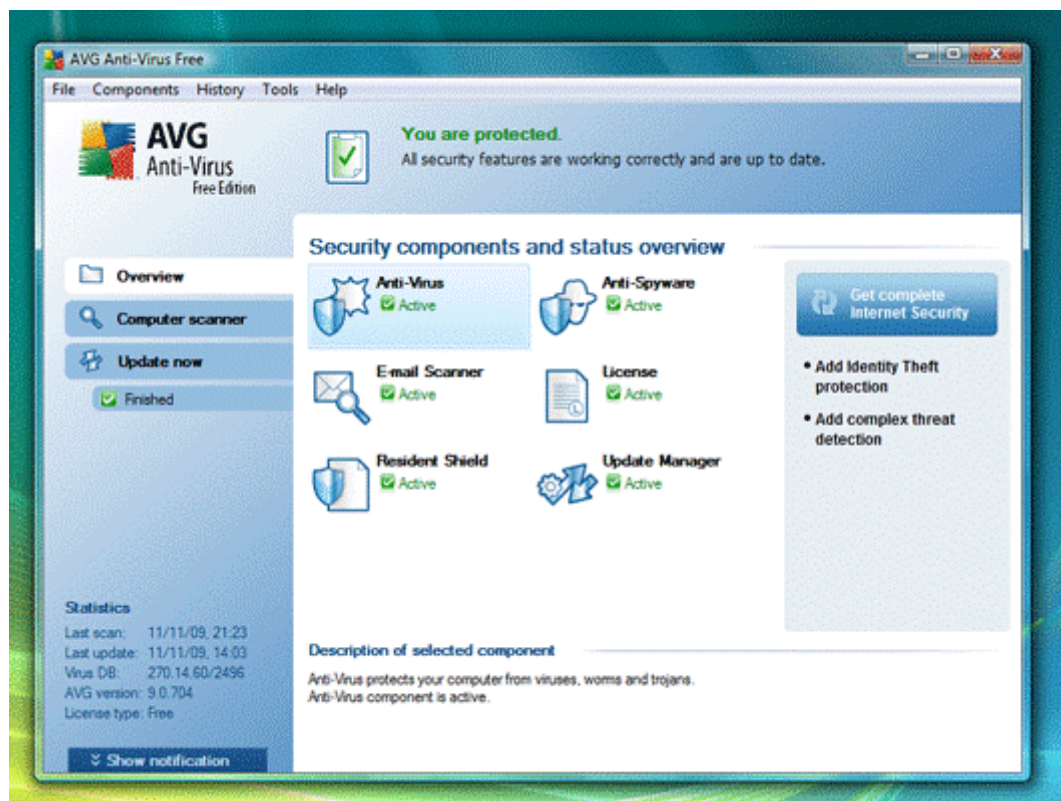 AVG Anti-Virus Free
File Components History Tools Help
AVG
Anti-Virus
Free Edition
You are protected.
All security features are working correctly and are up to date.
Overview
Computer scanner
Update now
Finished
Security components and status overview
Anti-Virus
Active
Anti-Spyware
Active
E-mail Scanner
Active
License
Active
Resident Shield
Active
Update Manager
Active
Get complete
Internet Security
• Add Identity Theft
protection
• Add complex threat
detection
Statistics
Last scan: 11/11/09, 21:23
Last update: 11/11/09, 14:03
Virus DB: 270.14.60/2496
AVG version: 9.0.704
License type: Free
Show notification
Description of selected component
Anti-Virus protects your computer from viruses, worms and trojans.
Anti-Virus component is active.